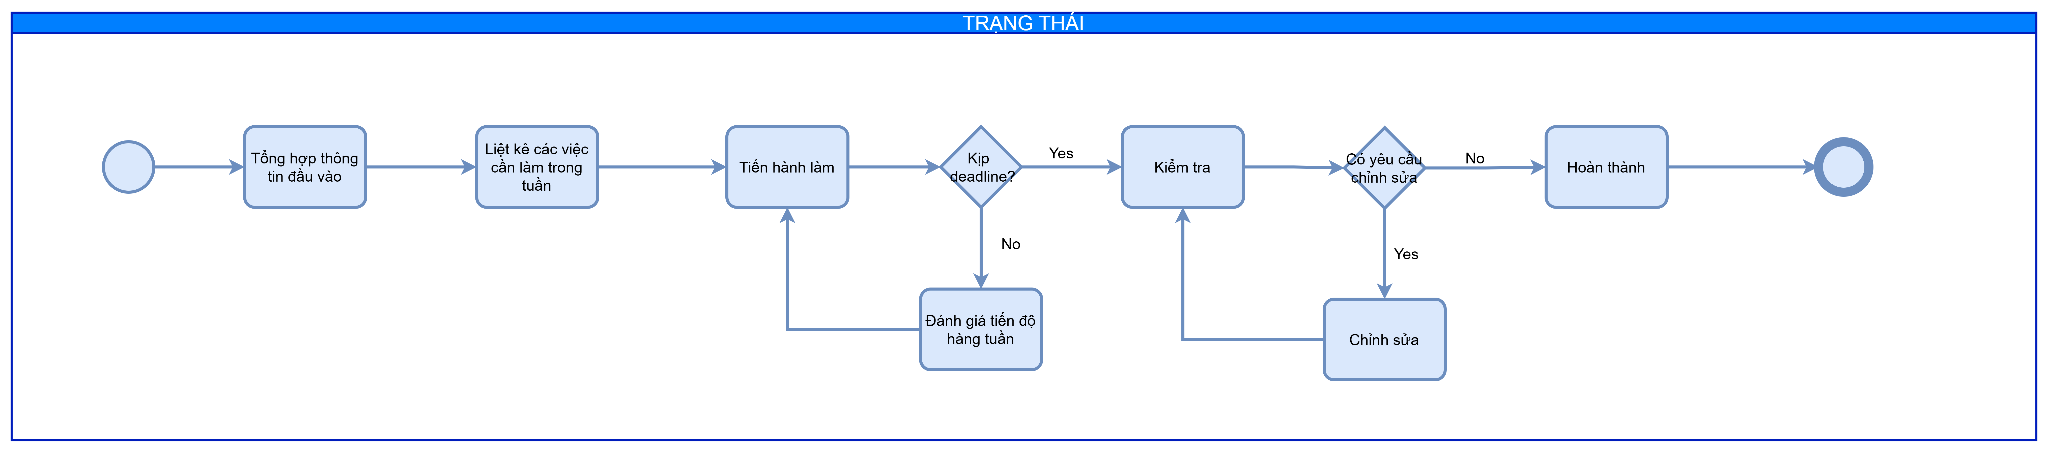 TRẠNG THÁI
Tổng hợp thông
tin đầu vào
Liệt kê các việc
cần làm trong
tuần
Tiến hành làm
Kịp
deadline?
Yes
No
Đánh giá tiến độ
hàng tuần
Kiểm tra
Có yêu cầu
chỉnh sửa
No
Yes
Chỉnh sửa
Hoàn thành